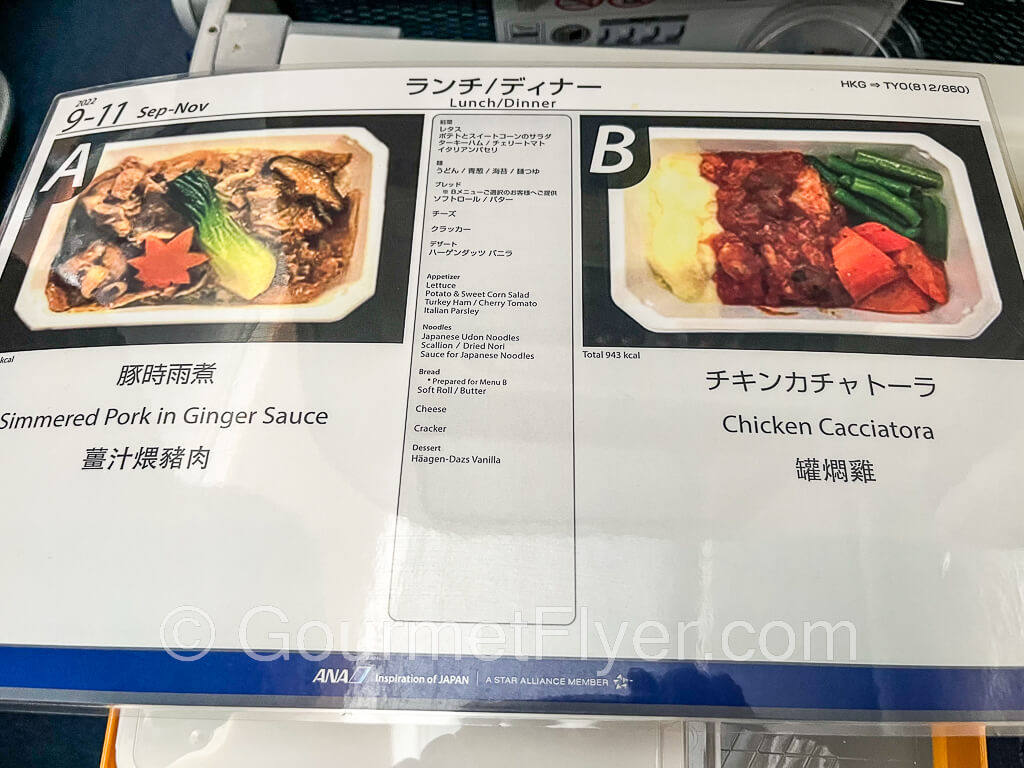 ランチ/ディナー
Lunch/Dinner
2022
9-11 Sep-Nov
HKG ⇒ TYO(812/860)
A
kcal
豚時雨煮
Simmered Pork in Ginger Sauce
薑汁煨豬肉
前菜
レタス
ポテトとスイートコーンのサラダ
ターキーハム / チェリートマト
イタリアンパセリ
麺
うどん / 青葱 / 海苔 / 麺つゆ
ブレッド
※ Bメニューご選択のお客様へご提供
ソフトロール / バター
チーズ
クラッカー
デザート
ハーゲンダッツ バニラ
Appetizer
Lettuce
Potato & Sweet Corn Salad
Turkey Ham / Cherry Tomato
Italian Parsley
Noodles
Japanese Udon Noodles
Scallion / Dried Nori
Sauce for Japanese Noodles
Bread
* Prepared for Menu B
Soft Roll / Butter
Cheese
Cracker
Dessert
Häagen-Dazs Vanilla
B
Total 943 kcal
チキンカチャトーラ
Chicken Cacciatora
罐燜雞
© GourmetFlyer.com
ANA Inspiration of JAPAN | A STAR ALLIANCE MEMBER